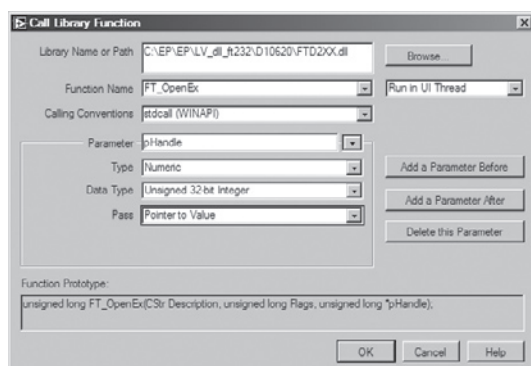 Call Library Function
Library Name or Path C:\EP\EP\LV_dll_ft232\D10620\FTD2XX.dll Browse...
Function Name FT_OpenEx Run in UI Thread
Calling Conventions stdcall (WINAPI)
Parameter pHandle
Type Numeric Add a Parameter Before
Data Type Unsigned 32-bit Integer Add a Parameter After
Pass Pointer to Value Delete this Parameter
Function Prototype:
unsigned long FT_OpenEx(CStr Description, unsigned long Flags, unsigned long *pHandle);
OK Cancel Help